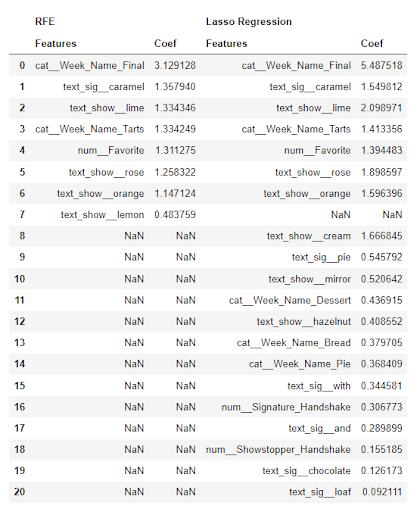 RFE Lasso Regression
Features Coef Features Coef
0 cat__Week_Name_Final 3.129128 cat__Week_Name_Final 5.487518
1 text_sig__caramel 1.357940 text_sig__caramel 1.549812
2 text_show__lime 1.334346 text_show__lime 2.098971
3 cat__Week_Name_Tarts 1.334249 cat__Week_Name_Tarts 1.413356
4 num__Favorite 1.311275 num__Favorite 1.394483
5 text_show__rose 1.258322 text_show__rose 1.898597
6 text_show__orange 1.147124 text_show__orange 1.596396
7 text_show__lemon 0.483759 NaN NaN
8 NaN NaN text_show__cream 1.666845
9 NaN NaN text_sig__pie 0.545792
10 NaN NaN text_show__mirror 0.520642
11 NaN NaN cat__Week_Name_Dessert 0.436915
12 NaN NaN text_show__hazelnut 0.408552
13 NaN NaN cat__Week_Name_Bread 0.379705
14 NaN NaN cat__Week_Name_Pie 0.368409
15 NaN NaN text_sig__with 0.344581
16 NaN NaN num__Signature_Handshake 0.306773
17 NaN NaN text_sig__and 0.289899
18 NaN NaN num__Showstopper_Handshake 0.155185
19 NaN NaN text_sig__chocolate 0.126173
20 NaN NaN text_sig__loaf 0.092111